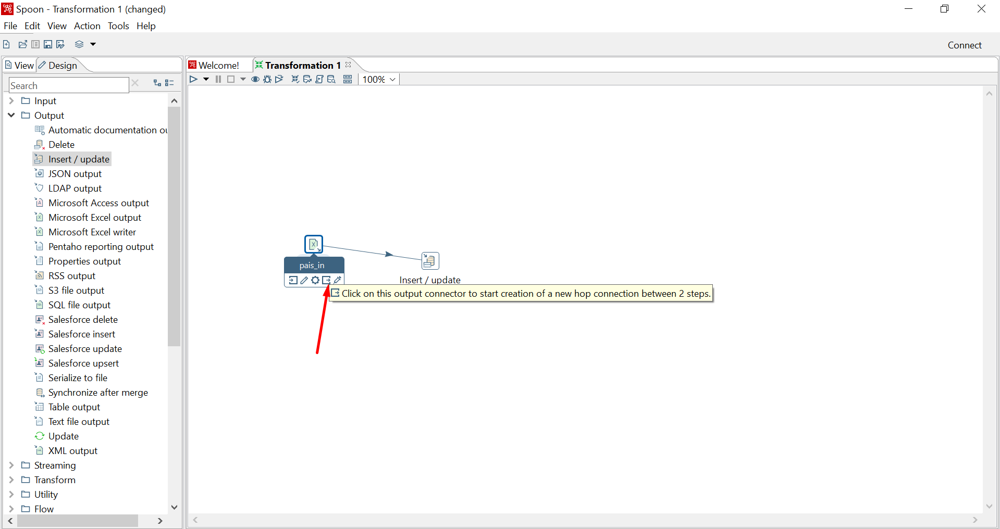 Spoon - Transformation 1 (changed)
File Edit View Action Tools Help
Connect
View Design
Welcome! Transformation 1
Search
100%
Input
Output
Automatic documentation ou
Delete
Insert / update
JSON output
LDAP output
Microsoft Access output
Microsoft Excel output
Microsoft Excel writer
Pentaho reporting output
Properties output
RSS output
S3 file output
SQL file output
Salesforce delete
Salesforce insert
Salesforce update
Salesforce upsert
Serialize to file
Synchronize after merge
Table output
Text file output
Update
XML output
Streaming
Transform
Utility
Flow
pais_in
Insert / update
Click on this output connector to start creation of a new hop connection between 2 steps.